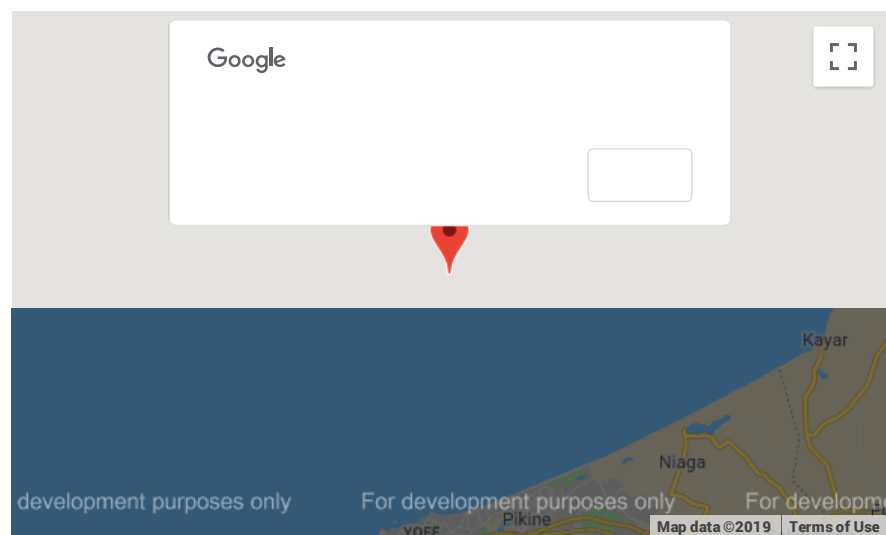 Google
Kayar
Niaga
development purposes only
For development purposes only
For developme
Pikine
YOFF
Map data ©2019
Terms of Use